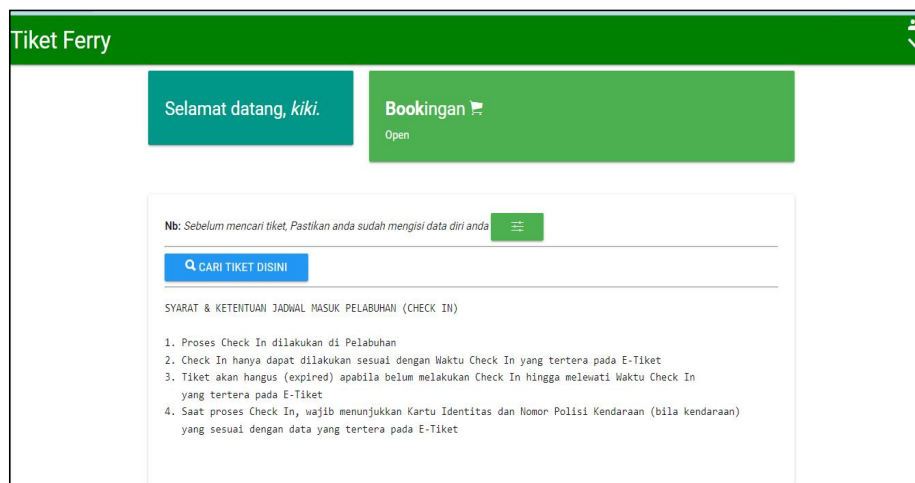 Tiket Ferry
Selamat datang, kiki.
Bookingan
Open
Nb: Sebelum mencari tiket, Pastikan anda sudah mengisi data diri anda
CARI TIKET DISINI
SYARAT & KETENTUAN JADWAL MASUK PELABUHAN (CHECK IN)
1. Proses Check In dilakukan di Pelabuhan
2. Check In hanya dapat dilakukan sesuai dengan Waktu Check In yang tertera pada E-Tiket
3. Tiket akan hangus (expired) apabila belum melakukan Check In hingga melewati Waktu Check In
yang tertera pada E-Tiket
4. Saat proses Check In, wajib menunjukkan Kartu Identitas dan Nomor Polisi Kendaraan (bila kendaraan)
yang sesuai dengan data yang tertera pada E-Tiket